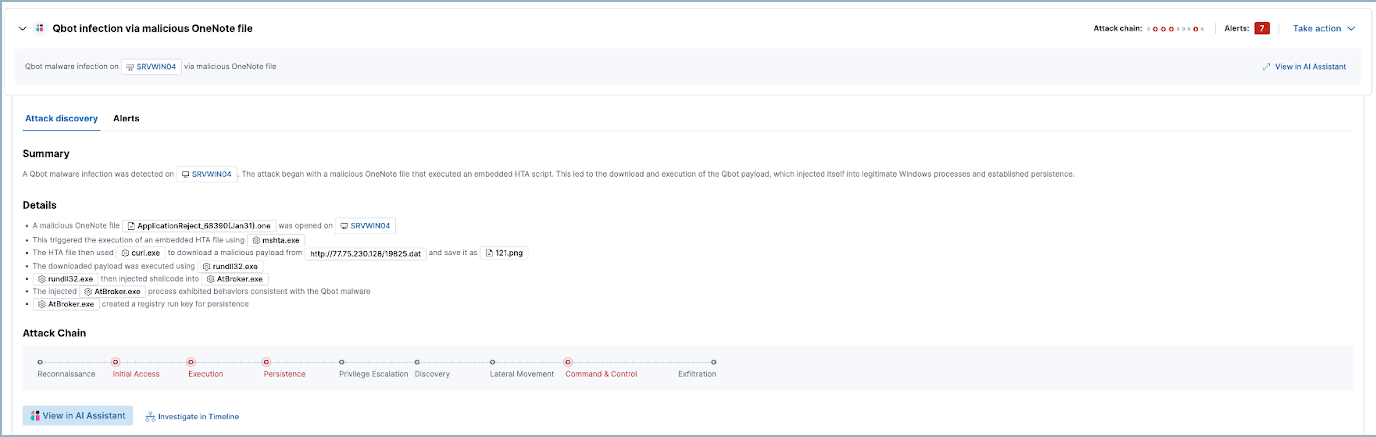 Qbot infection via malicious OneNote file Attack chain: Alerts: 7 Take action
Qbot malware infection on SRVWIN04 via malicious OneNote file View in AI Assistant
Attack discovery Alerts
Summary
A Qbot malware infection was detected on SRVWIN04 . The attack began with a malicious OneNote file that executed an embedded HTA script. This led to the download and execution of the Qbot payload, which injected itself into legitimate Windows processes and established persistence.
Details
• A malicious OneNote file ApplicationReject_68390(Jan31).one was opened on SRVWIN04
• This triggered the execution of an embedded HTA file using mshta.exe
• The HTA file then used curl.exe to download a malicious payload from http://77.75.230.128/19825.dat and save it as 121.png
• The downloaded payload was executed using rundll32.exe
• rundll32.exe then injected shellcode into AtBroker.exe
• The injected AtBroker.exe process exhibited behaviors consistent with the Qbot malware
• AtBroker.exe created a registry run key for persistence
Attack Chain
Reconnaissance Initial Access Execution Persistence Privilege Escalation Discovery Lateral Movement Command & Control Exfiltration
View in AI Assistant Investigate in Timeline